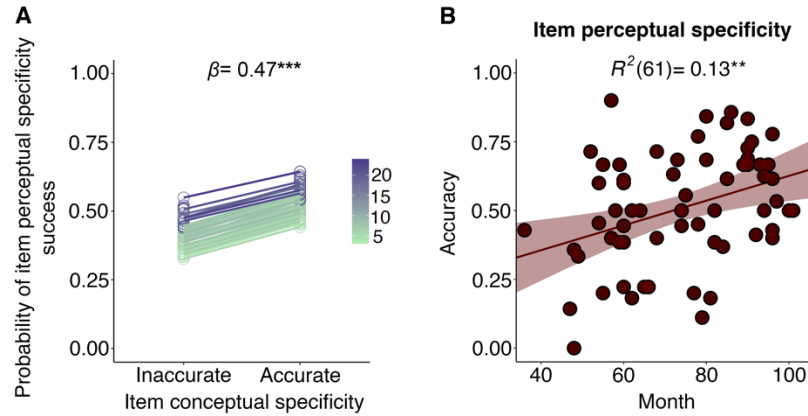 A
Probability of item perceptual specificity
success
1.00
0.75
0.50
0.25
0.00
β= 0.47***
20
15
10
5
Inaccurate Accurate
Item conceptual specificity
B
Item perceptual specificity
R²(61)= 0.13**
Accuracy
1.00
0.75
0.50
0.25
0.00
40 60 80 100
Month